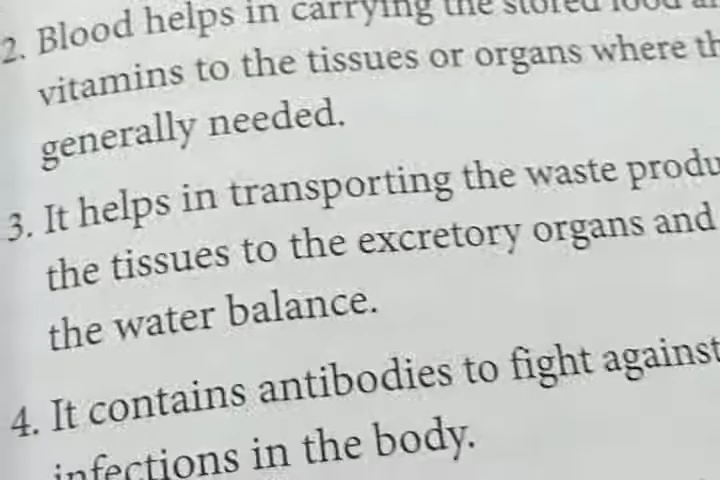 2. Blood helps in carrying the stored food
vitamins to the tissues or organs where
generally needed.
3. It helps in transporting the waste
the tissues to the excretory organs and
the water balance.
4. It contains antibodies to fight against
infections in the body.